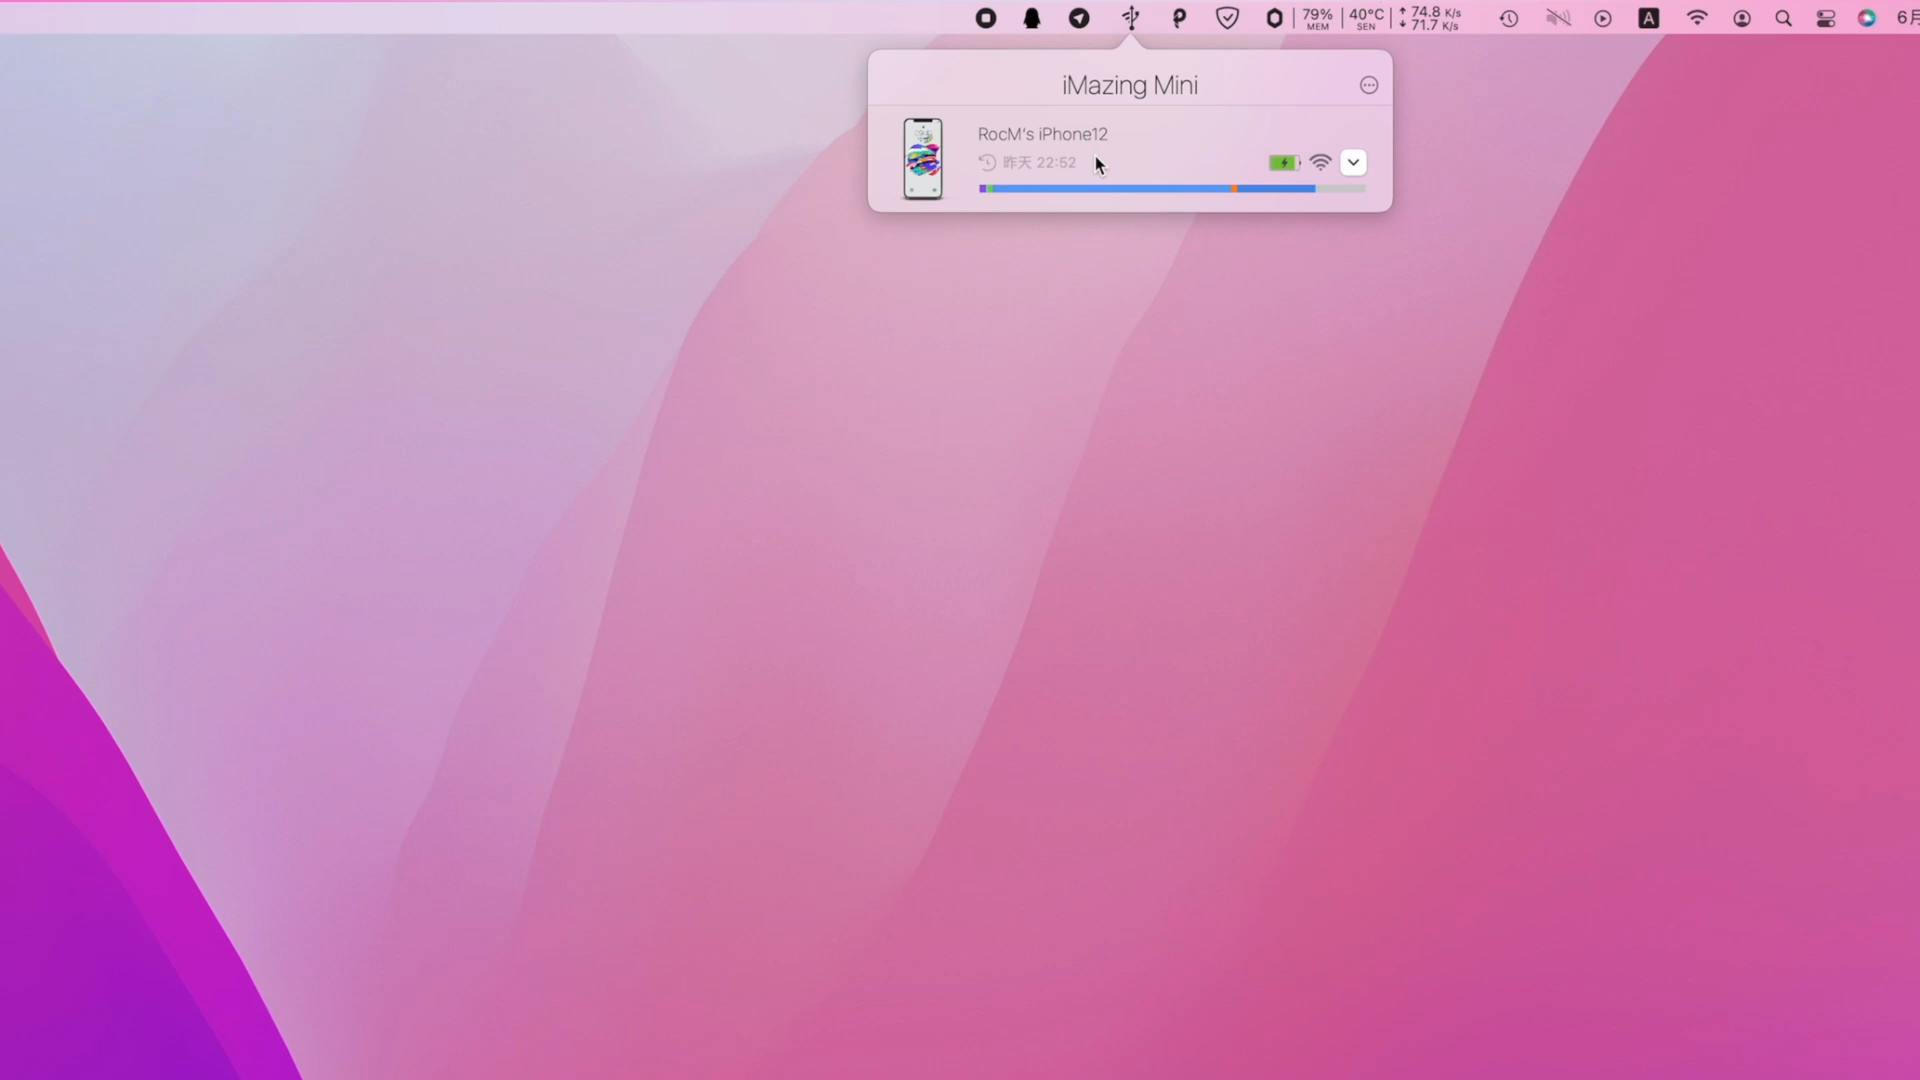 79%
MEM
40°C
SEN
↑ 74.8 K/s
↓ 71.7 K/s
A
6月
iMazing Mini
RocM's iPhone12
昨天 22:52